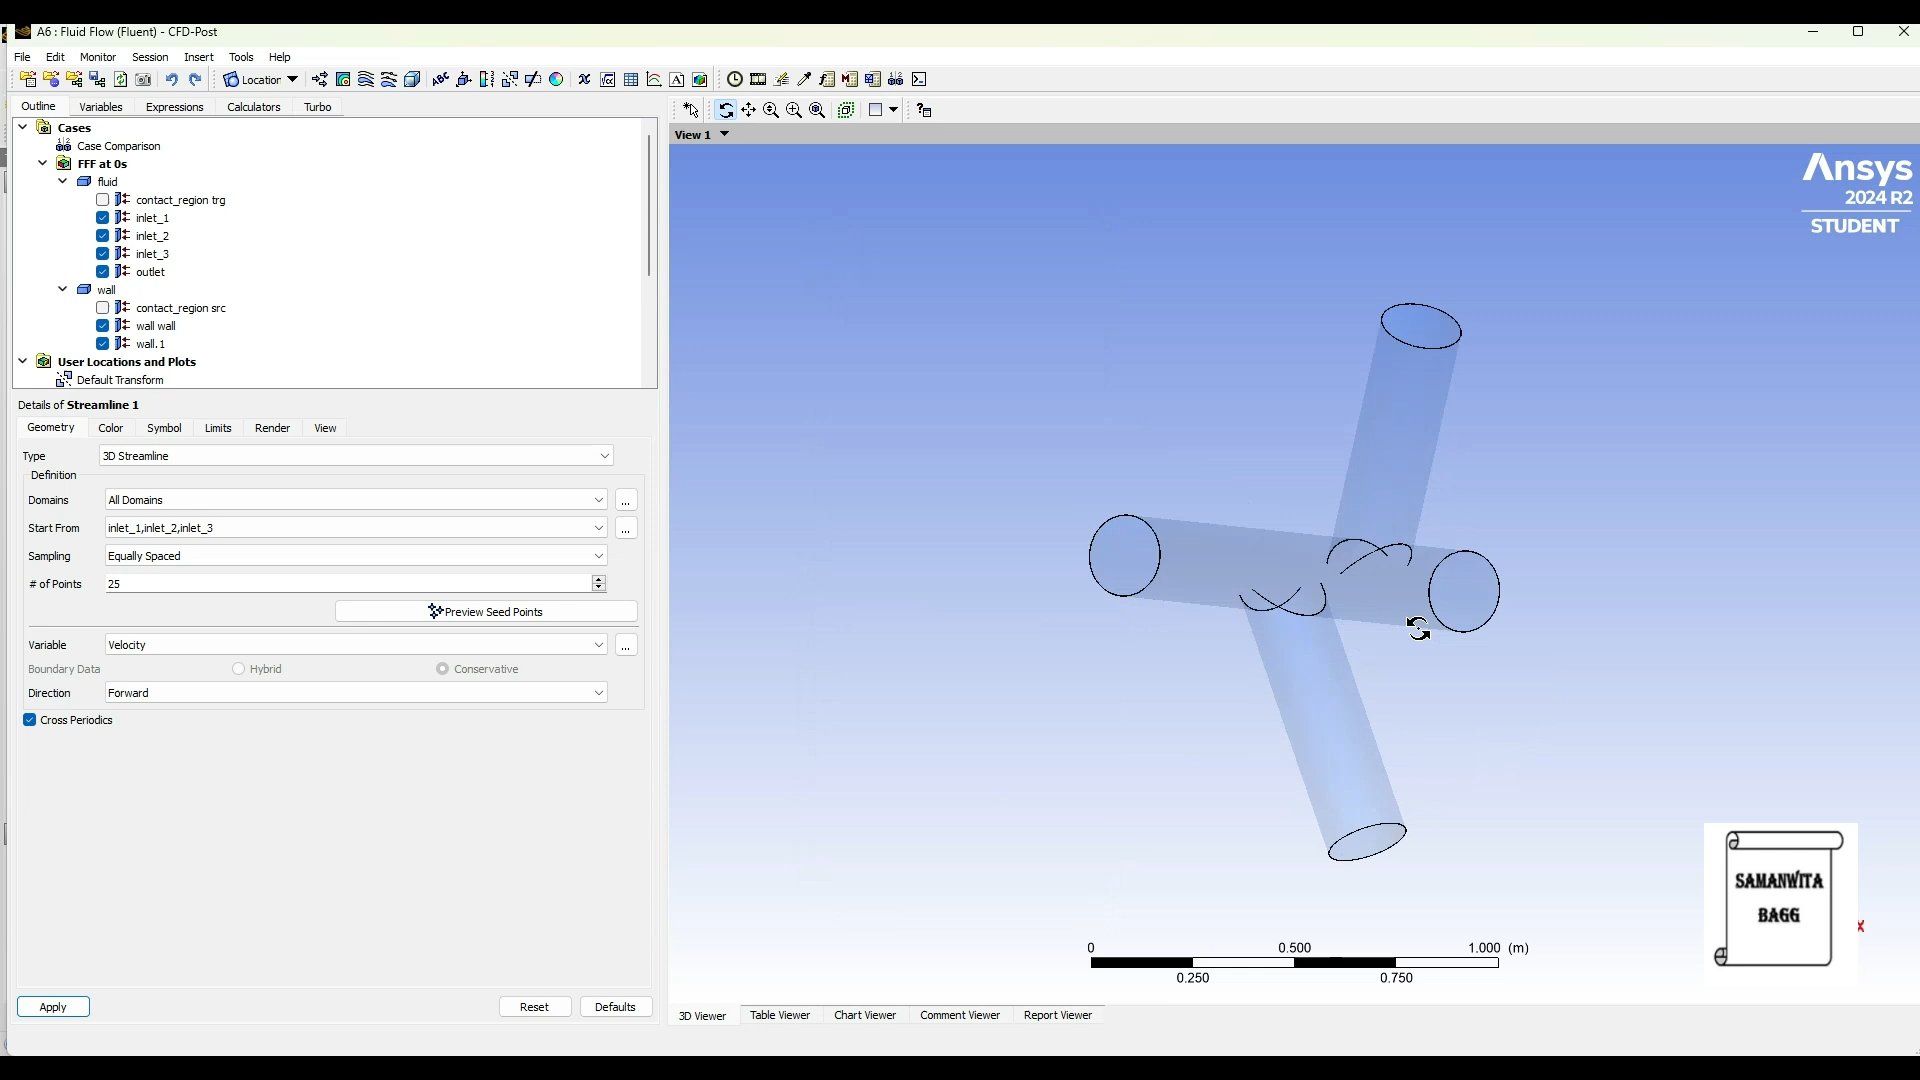 A6 : Fluid Flow (Fluent) - CFD-Post
File Edit Monitor Session Insert Tools Help
Location
Outline Variables Expressions Calculators Turbo
Cases
Case Comparison
FFF at 0s
fluid
contact_region trg
inlet_1
inlet_2
inlet_3
outlet
wall
contact_region src
wall wall
wall.1
User Locations and Plots
Default Transform
Details of Streamline 1
Geometry Color Symbol Limits Render View
Type 3D Streamline
Definition
Domains All Domains ...
Start From inlet_1,inlet_2,inlet_3 ...
Sampling Equally Spaced
# of Points 25
Preview Seed Points
Variable Velocity ...
Boundary Data Hybrid Conservative
Direction Forward
Cross Periodics
Apply Reset Defaults
View 1
Ansys
2024 R2
STUDENT
0 0.500 1.000 (m)
0.250 0.750
SAMANWITA
BAGG
X
3D Viewer Table Viewer Chart Viewer Comment Viewer Report Viewer